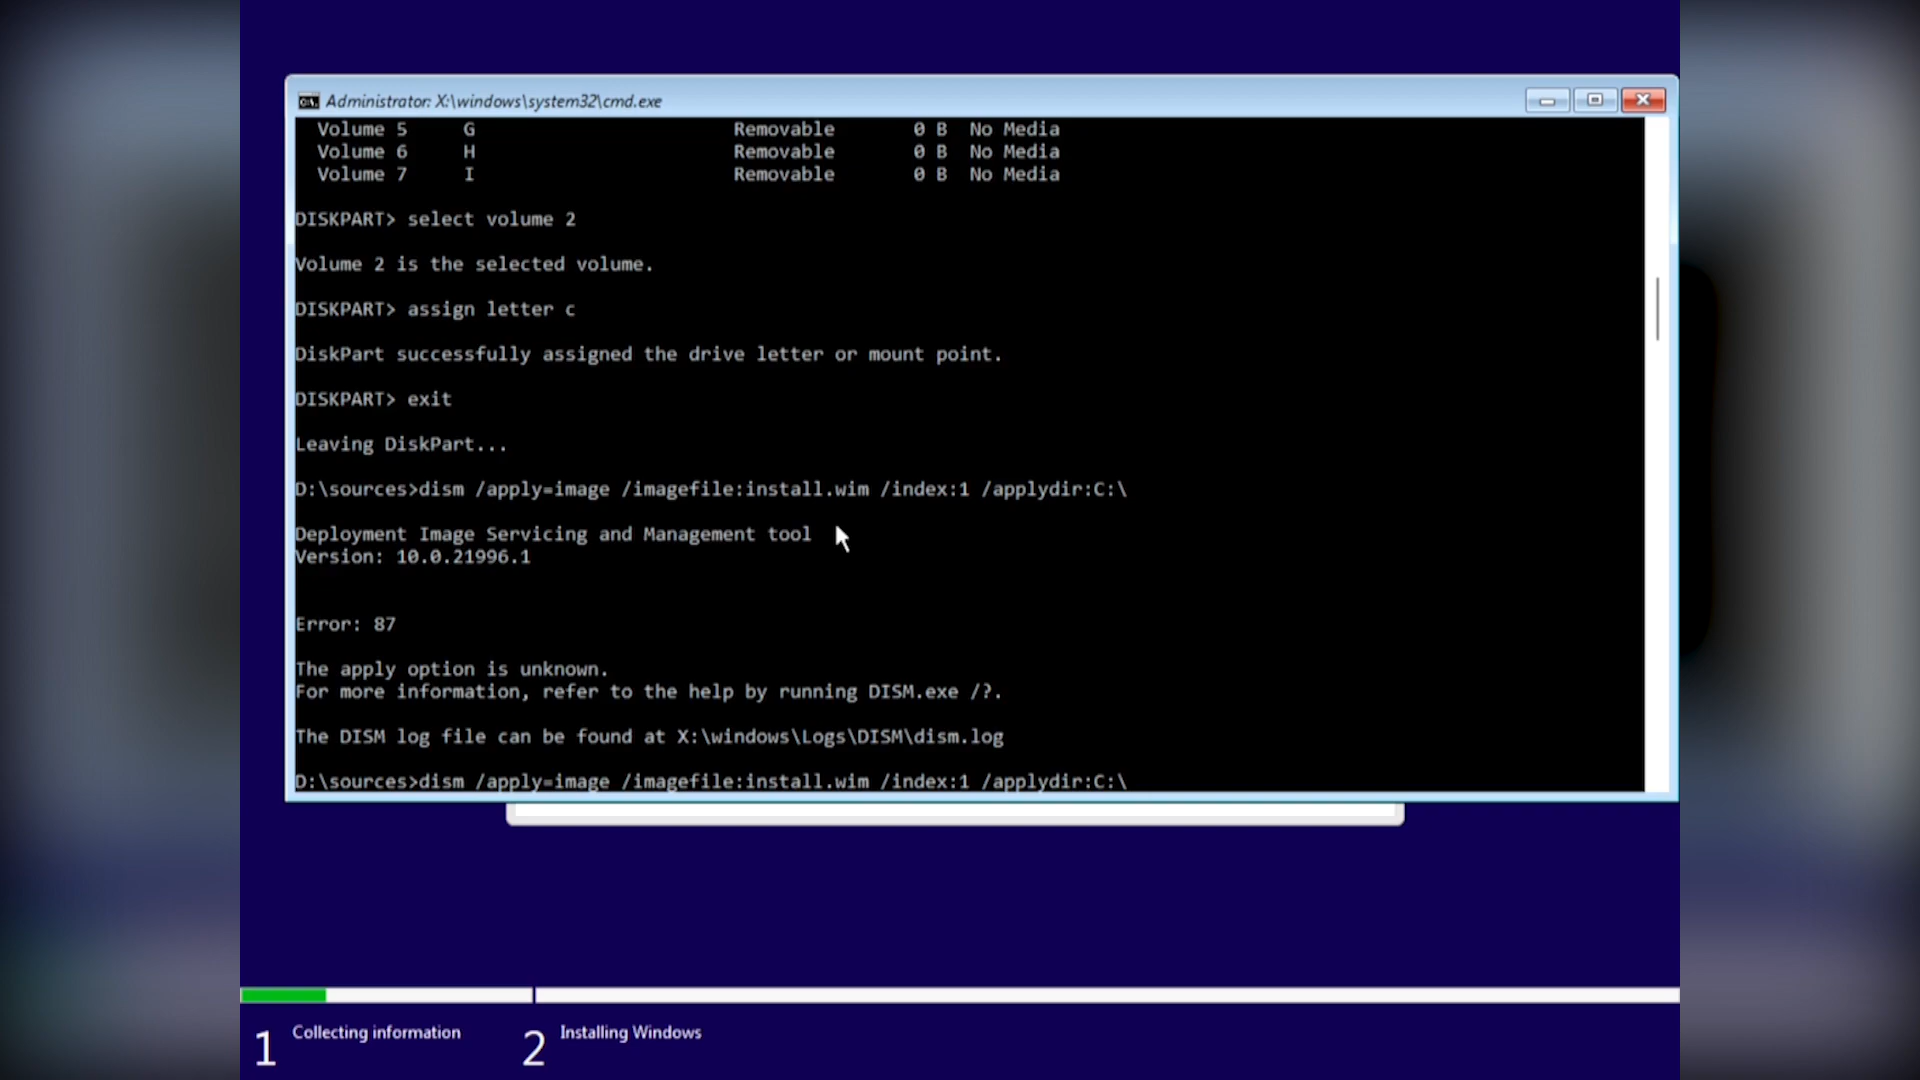 Administrator: X:\windows\system32\cmd.exe
Volume 5 G Removable 0 B No Media
Volume 6 H Removable 0 B No Media
Volume 7 I Removable 0 B No Media
DISKPART> select volume 2
Volume 2 is the selected volume.
DISKPART> assign letter c
DiskPart successfully assigned the drive letter or mount point.
DISKPART> exit
Leaving DiskPart...
D:\sources>dism /apply=image /imagefile:install.wim /index:1 /applydir:C:\
Deployment Image Servicing and Management tool
Version: 10.0.21996.1
Error: 87
The apply option is unknown.
For more information, refer to the help by running DISM.exe /?.
The DISM log file can be found at X:\windows\Logs\DISM\dism.log
D:\sources>dism /apply=image /imagefile:install.wim /index:1 /applydir:C:\
1 Collecting information 2 Installing Windows